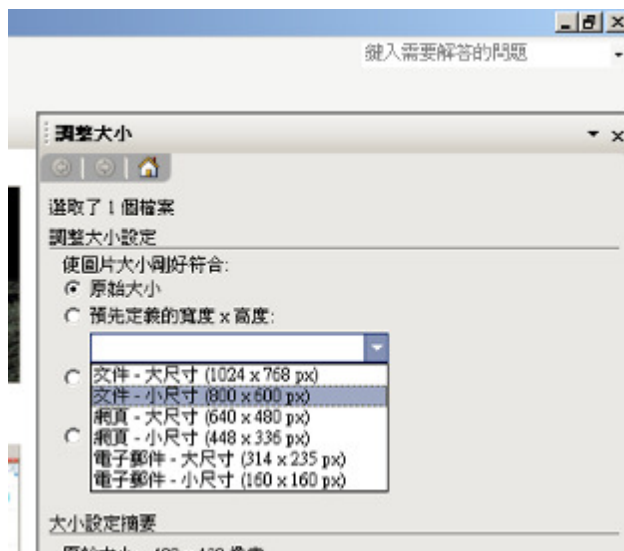 鍵入需要解答的問題
調整大小
選取了 1 個檔案
調整大小設定
使圖片大小剛好符合:
原始大小
預先定義的寬度 x 高度:
文件 - 大尺寸 (1024 x 768 px)
文件 - 小尺寸 (800 x 600 px)
網頁 - 大尺寸 (640 x 480 px)
網頁 - 小尺寸 (448 x 336 px)
電子郵件 - 大尺寸 (314 x 235 px)
電子郵件 - 小尺寸 (160 x 160 px)
大小設定摘要